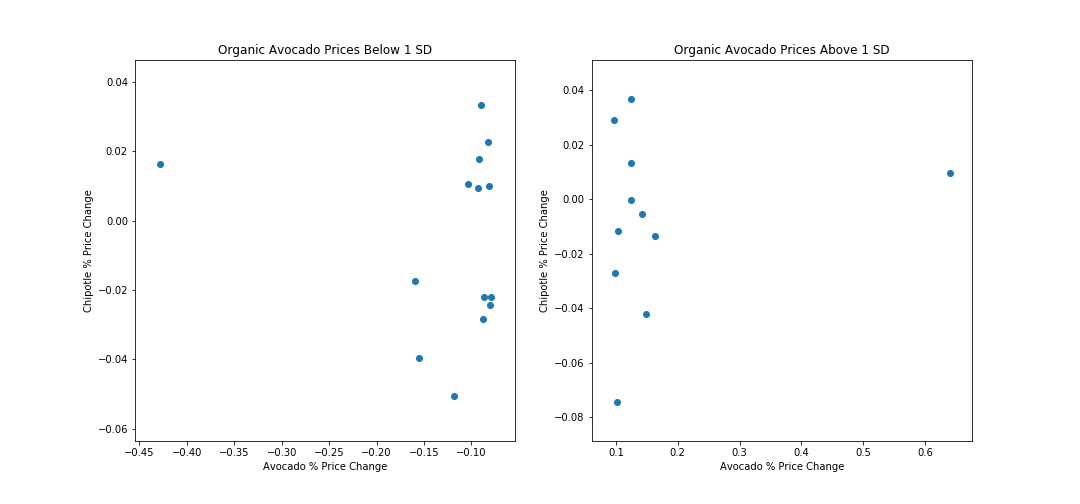 Organic Avocado Prices Below 1 SD
0.04
0.02
0.00
−0.02
−0.04
−0.06
Chipotle % Price Change
−0.45 −0.40 −0.35 −0.30 −0.25 −0.20 −0.15 −0.10
Avocado % Price Change
Organic Avocado Prices Above 1 SD
0.04
0.02
0.00
−0.02
−0.04
−0.06
−0.08
Chipotle % Price Change
0.1 0.2 0.3 0.4 0.5 0.6
Avocado % Price Change